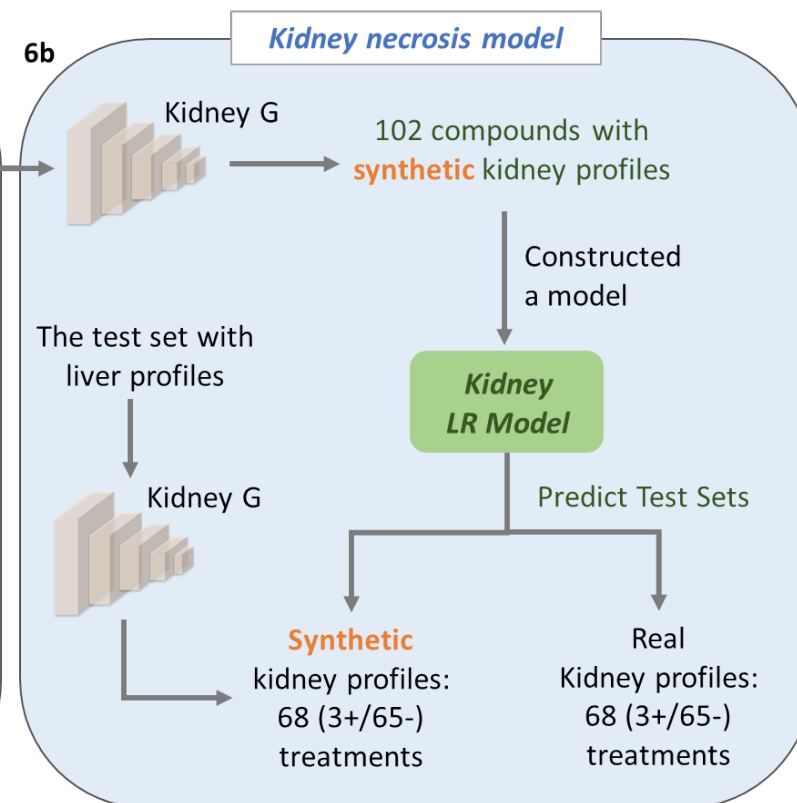 6b
Kidney necrosis model
Kidney G
102 compounds with
synthetic kidney profiles
Constructed
a model
The test set with
liver profiles
Kidney
LR Model
Kidney G
Predict Test Sets
Synthetic
kidney profiles:
68 (3+/65-)
treatments
Real
Kidney profiles:
68 (3+/65-)
treatments